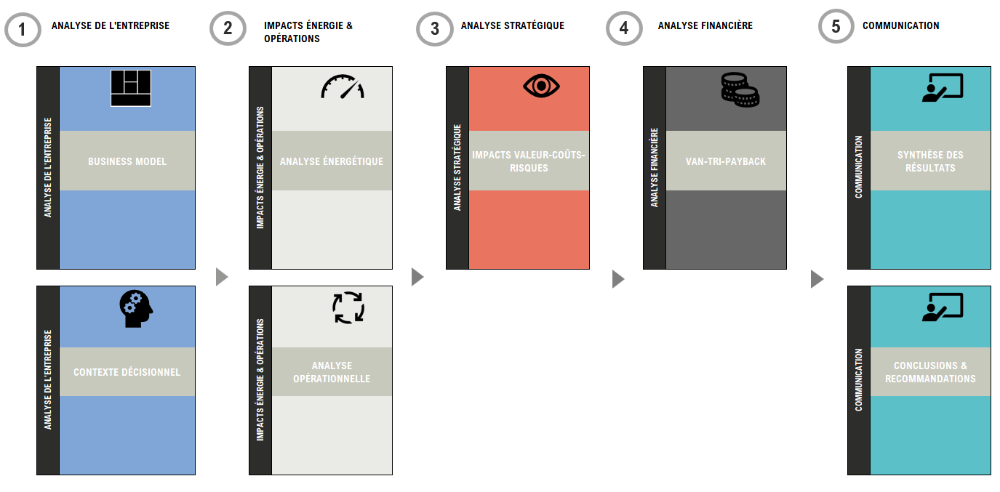 1
ANALYSE DE L'ENTREPRISE
2
IMPACTS ÉNERGIE &
OPÉRATIONS
3
ANALYSE STRATÉGIQUE
4
ANALYSE FINANCIÈRE
5
COMMUNICATION
ANALYSE DE L'ENTREPRISE
BUSINESS MODEL
IMPACTS ÉNERGIE & OPÉRATIONS
ANALYSE ÉNERGÉTIQUE
ANALYSE STRATÉGIQUE
IMPACTS VALEUR-COÛTS-
RISQUES
ANALYSE FINANCIÈRE
VAN-TRI-PAYBACK
COMMUNICATION
SYNTHÈSE DES
RÉSULTATS
ANALYSE DE L'ENTREPRISE
CONTEXTE DÉCISIONNEL
IMPACTS ÉNERGIE & OPÉRATIONS
ANALYSE
OPÉRATIONNELLE
COMMUNICATION
CONCLUSIONS &
RECOMMANDATIONS